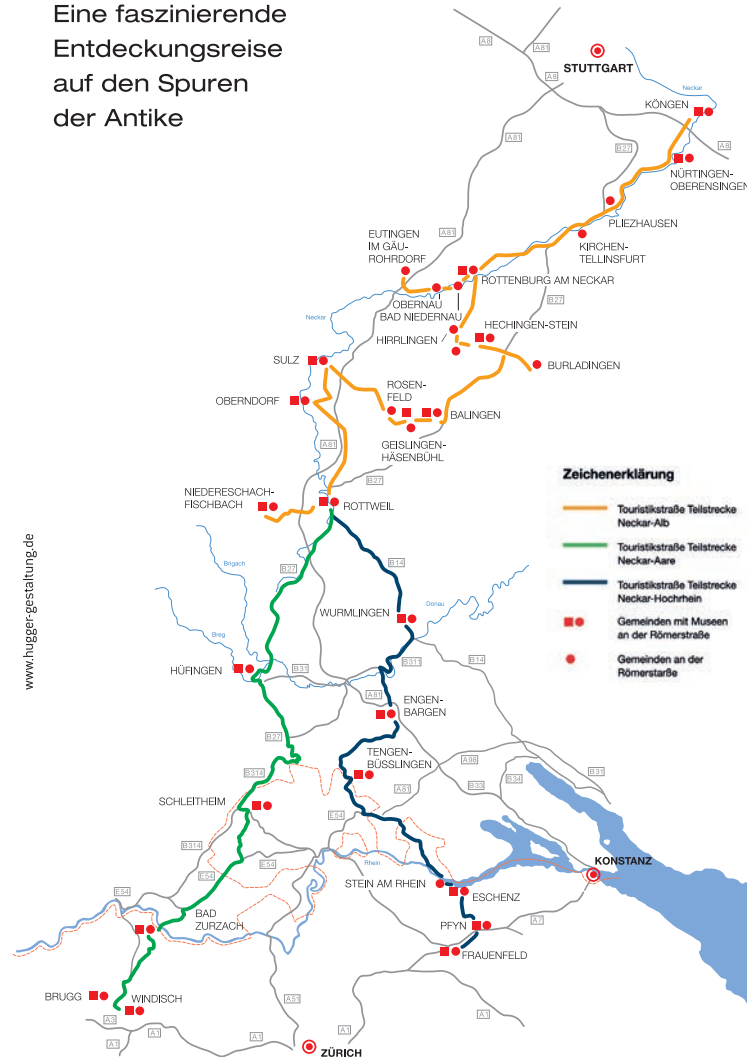 Eine faszinierende
Entdeckungsreise
auf den Spuren
der Antike
A8
A81
STUTTGART
A8
Neckar
KÖNGEN
A81
B27
A8
NÜRTINGEN-
OBERENSINGEN
PLIEZHAUSEN
EUTINGEN
IM GÄU-
ROHRDORF
A81
KIRCHEN-
TELLINSFURT
ROTTENBURG AM NECKAR
OBERNAU
BAD NIEDERNAU
B27
Neckar
HECHINGEN-STEIN
HIRRLINGEN
SULZ
BURLADINGEN
ROSEN-
FELD
OBERNDORF
BALINGEN
A81
GEISLINGEN-
HÄSENBÜHL
B27
NIEDERESCHACH-
FISCHBACH
ROTTWEIL
Zeichenerklärung
Touristikstraße Teilstrecke
Neckar-Alb
Touristikstraße Teilstrecke
Neckar-Aare
Touristikstraße Teilstrecke
Neckar-Hochrhein
Gemeinden mit Museen
an der Römerstraße
Gemeinden an der
Römerstarße
www.hugger-gestaltung.de
Brigach
B27
B14
WURMLINGEN
Donau
Breg
B14
HÜFINGEN
B31
B311
A81
ENGEN-
BARGEN
B27
TENGEN-
BÜSSLINGEN
A98
B314
B33
B34
B31
A81
SCHLEITHEIM
E54
B314
E54
Rhein
KONSTANZ
E54
STEIN AM RHEIN
ESCHENZ
E54
BAD
ZURZACH
PFYN
A7
FRAUENFELD
BRUGG
WINDISCH
A51
A3
A1
A1
A1
A1
ZÜRICH